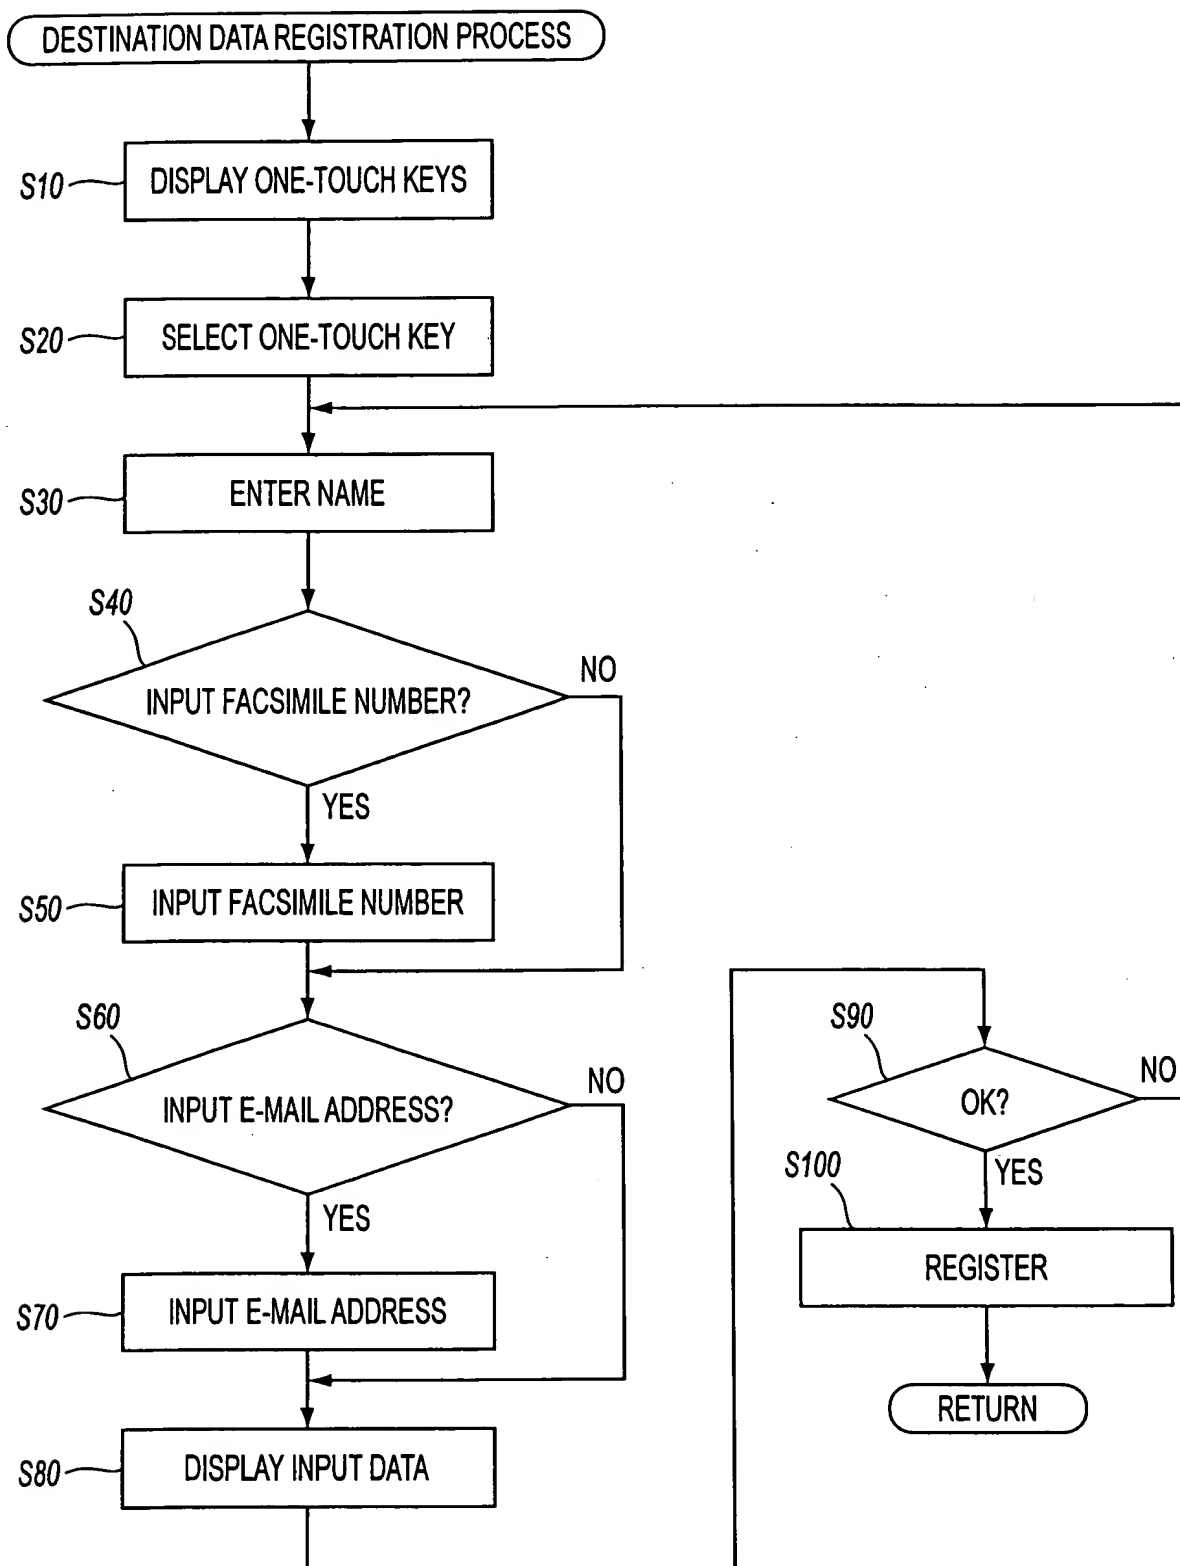 DESTINATION DATA REGISTRATION PROCESS
S10
DISPLAY ONE-TOUCH KEYS
S20
SELECT ONE-TOUCH KEY
S30
ENTER NAME
S40
INPUT FACSIMILE NUMBER?
NO
YES
S50
INPUT FACSIMILE NUMBER
S60
INPUT E-MAIL ADDRESS?
NO
YES
S70
INPUT E-MAIL ADDRESS
S80
DISPLAY INPUT DATA
S90
OK?
NO
YES
S100
REGISTER
RETURN